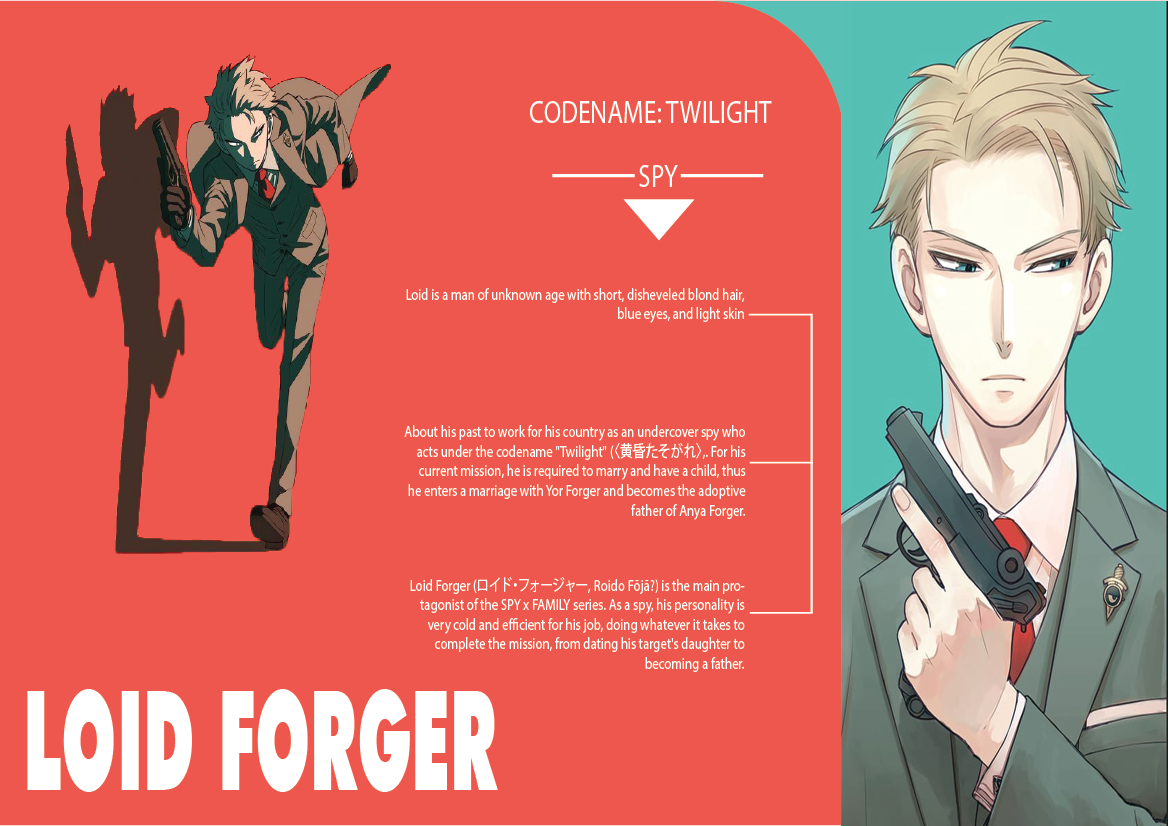 CODENAME: TWILIGHT
SPY
Loid is a man of unknown age with short, disheveled blond hair,
blue eyes, and light skin
About his past to work for his country as an undercover spy who
acts under the codename "Twilight" (〈黄昏たそがれ〉,. For his
current mission, he is required to marry and have a child, thus
he enters a marriage with Yor Forger and becomes the adoptive
father of Anya Forger.
Loid Forger (ロイド・フォージャー, Roido Fōjā?) is the main pro-
tagonist of the SPY x FAMILY series. As a spy, his personality is
very cold and efficient for his job, doing whatever it takes to
complete the mission, from dating his target's daughter to
becoming a father.
LOID FORGER